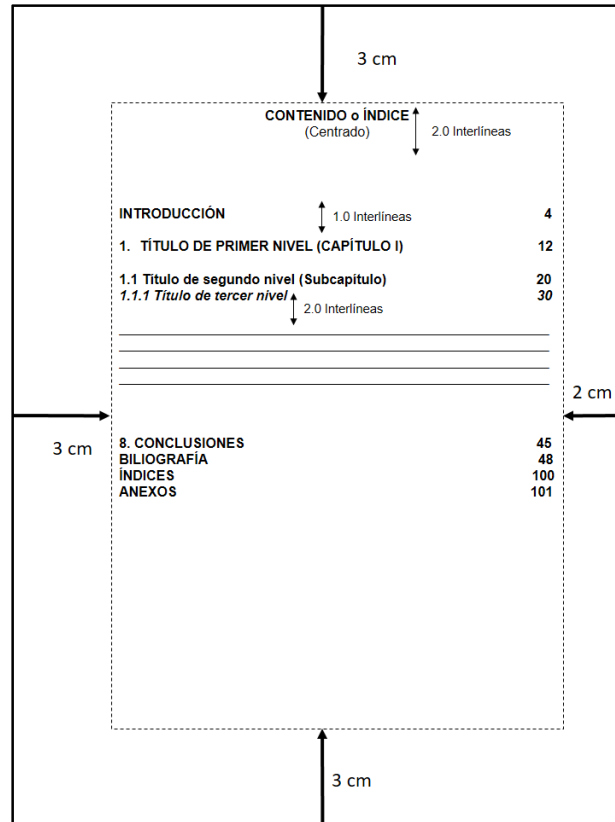 3 cm
CONTENIDO o ÍNDICE
(Centrado)
2.0 Interlíneas
INTRODUCCIÓN 4
1.0 Interlíneas
1. TÍTULO DE PRIMER NIVEL (CAPÍTULO I) 12
1.1 Titulo de segundo nivel (Subcapítulo) 20
1.1.1 Título de tercer nivel 30
2.0 Interlíneas
2 cm
3 cm
8. CONCLUSIONES 45
BILIOGRAFÍA 48
ÍNDICES 100
ANEXOS 101
3 cm